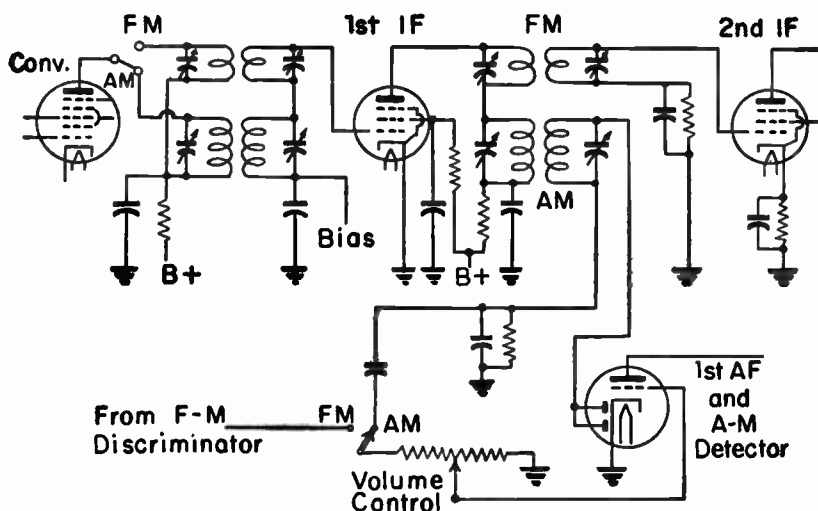 FM
1st IF
FM
2nd IF
Conv.
AM
AM
Bias
B+
B+
From F-M
Discriminator
FM
AM
Volume
Control
1st AF
and
A-M
Detector